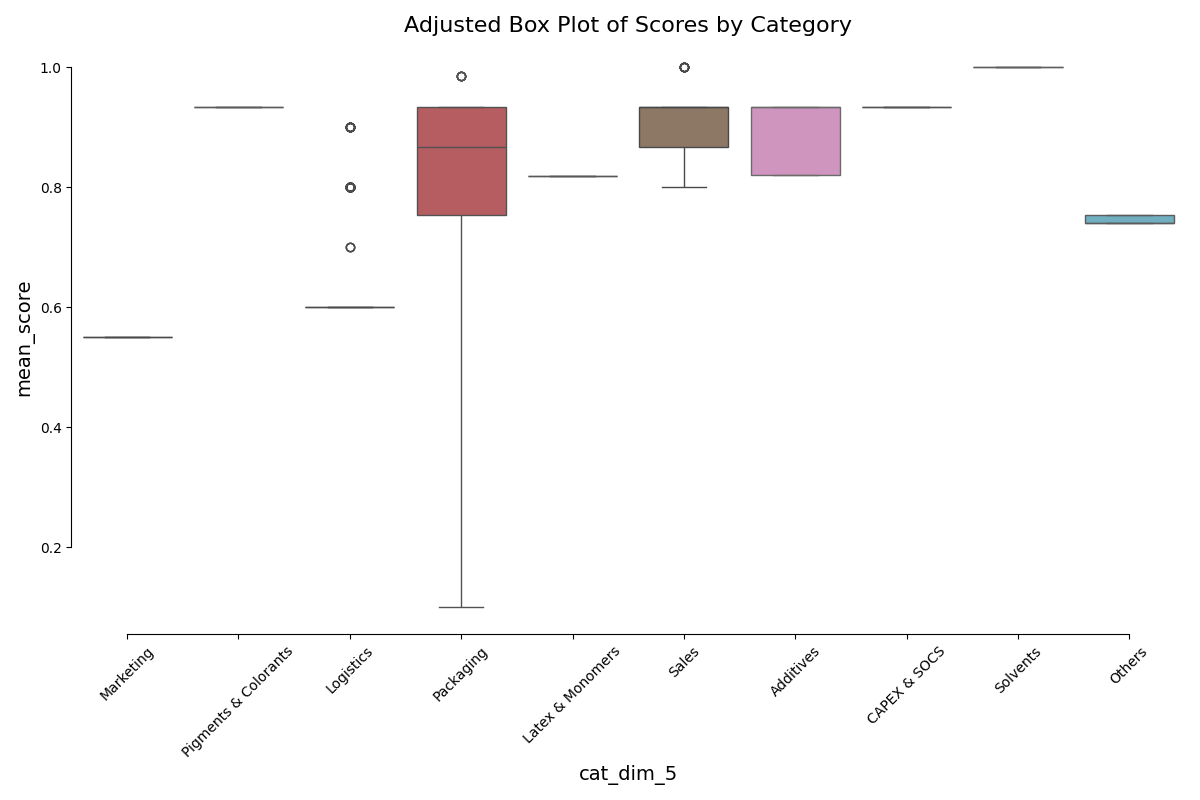 Adjusted Box Plot of Scores by Category
1.0
0.8
0.6
0.4
0.2
mean_score
Marketing
Pigments & Colorants
Logistics
Packaging
Latex & Monomers
Sales
Additives
CAPEX & SOCS
Solvents
Others
cat_dim_5